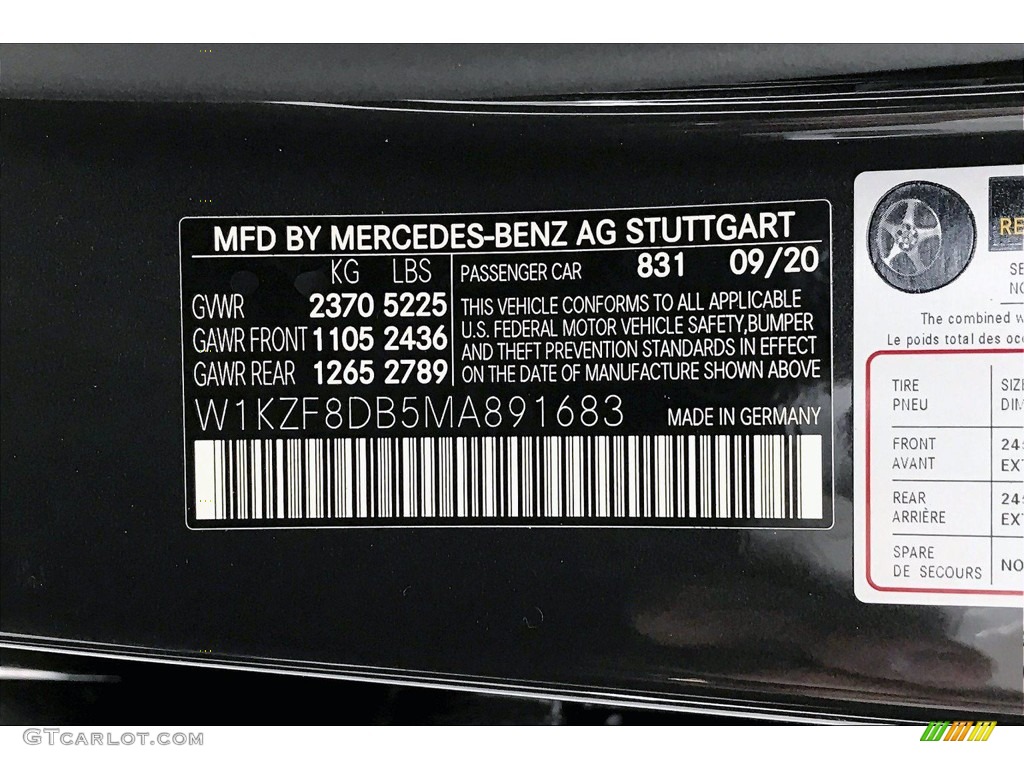 MFD BY MERCEDES-BENZ AG STUTTGART
KG LBS
GVWR 2370 5225
GAWR FRONT 1105 2436
GAWR REAR 1265 2789
PASSENGER CAR 831 09/20
THIS VEHICLE CONFORMS TO ALL APPLICABLE
U.S. FEDERAL MOTOR VEHICLE SAFETY,BUMPER
AND THEFT PREVENTION STANDARDS IN EFFECT
ON THE DATE OF MANUFACTURE SHOWN ABOVE
W1KZF8DB5MA891683 MADE IN GERMANY
The combined
Le poids total des
TIRE
PNEU
FRONT
AVANT
REAR
ARRIÈRE
SPARE
DE SECOURS
NO
GTcarlot.com